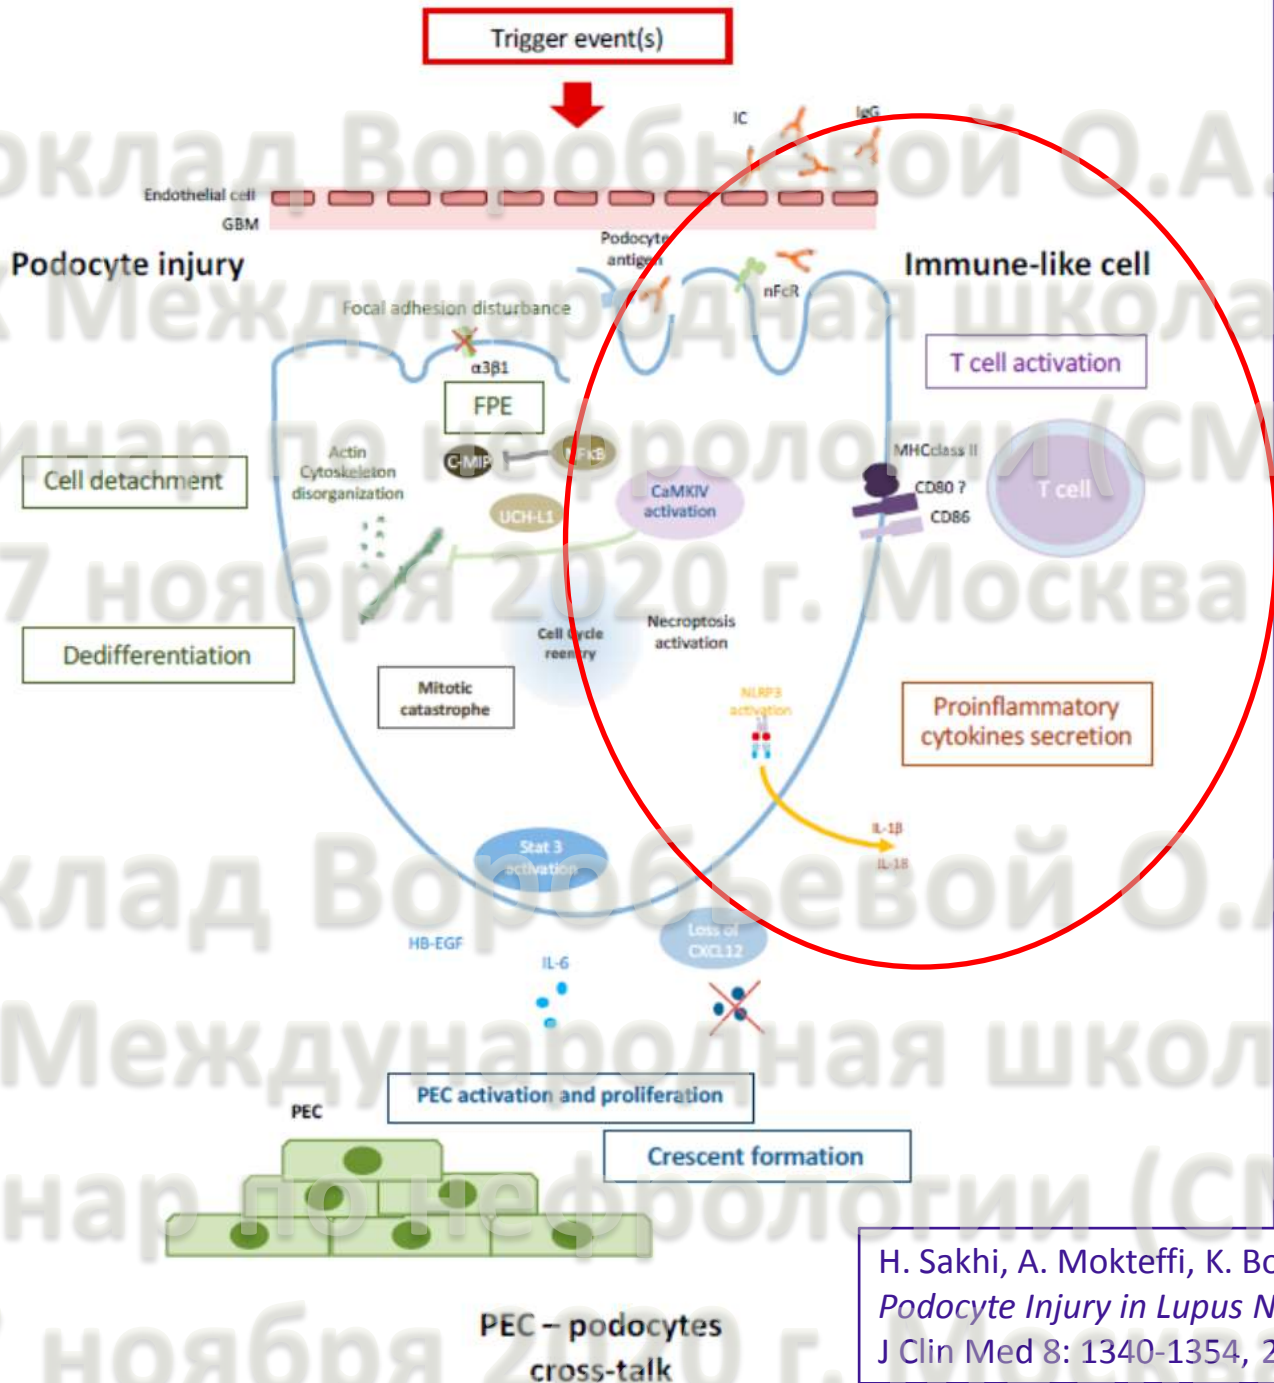 Trigger event(s)
IC
IgG
Endothelial cell
GBM
Podocyte injury
Podocyte
antigen
nFcR
Immune-like cell
Focal adhesion disturbance
α3β1
FPE
T cell activation
Actin
Cytoskeleton
disorganization
C-MIP
NFκB
UCH-L1
CaMKIV
activation
MHCclass II
CD80 ?
CD86
T cell
Cell detachment
Dedifferentiation
Cell Cycle
reentry
Necroptosis
activation
Mitotic
catastrophe
NLRP3
activation
Proinflammatory
cytokines secretion
IL-1β
IL-18
Stat 3
activation
HB-EGF
IL-6
Loss of
CXCL12
PEC activation and proliferation
PEC
Crescent formation
PEC – podocytes
cross-talk
H. Sakhi, A. Mokteffi, K. Bo
Podocyte Injury in Lupus N
J Clin Med 8: 1340-1354, 2
оклад Воробьевой О.А.
Международная школа
инар по нефрологии (СМ
7 ноября 2020 г. Москва
клад Воробьевой О.А
Международная школ
нар по нефрологии (СМ
ноября 2020 г. Москва